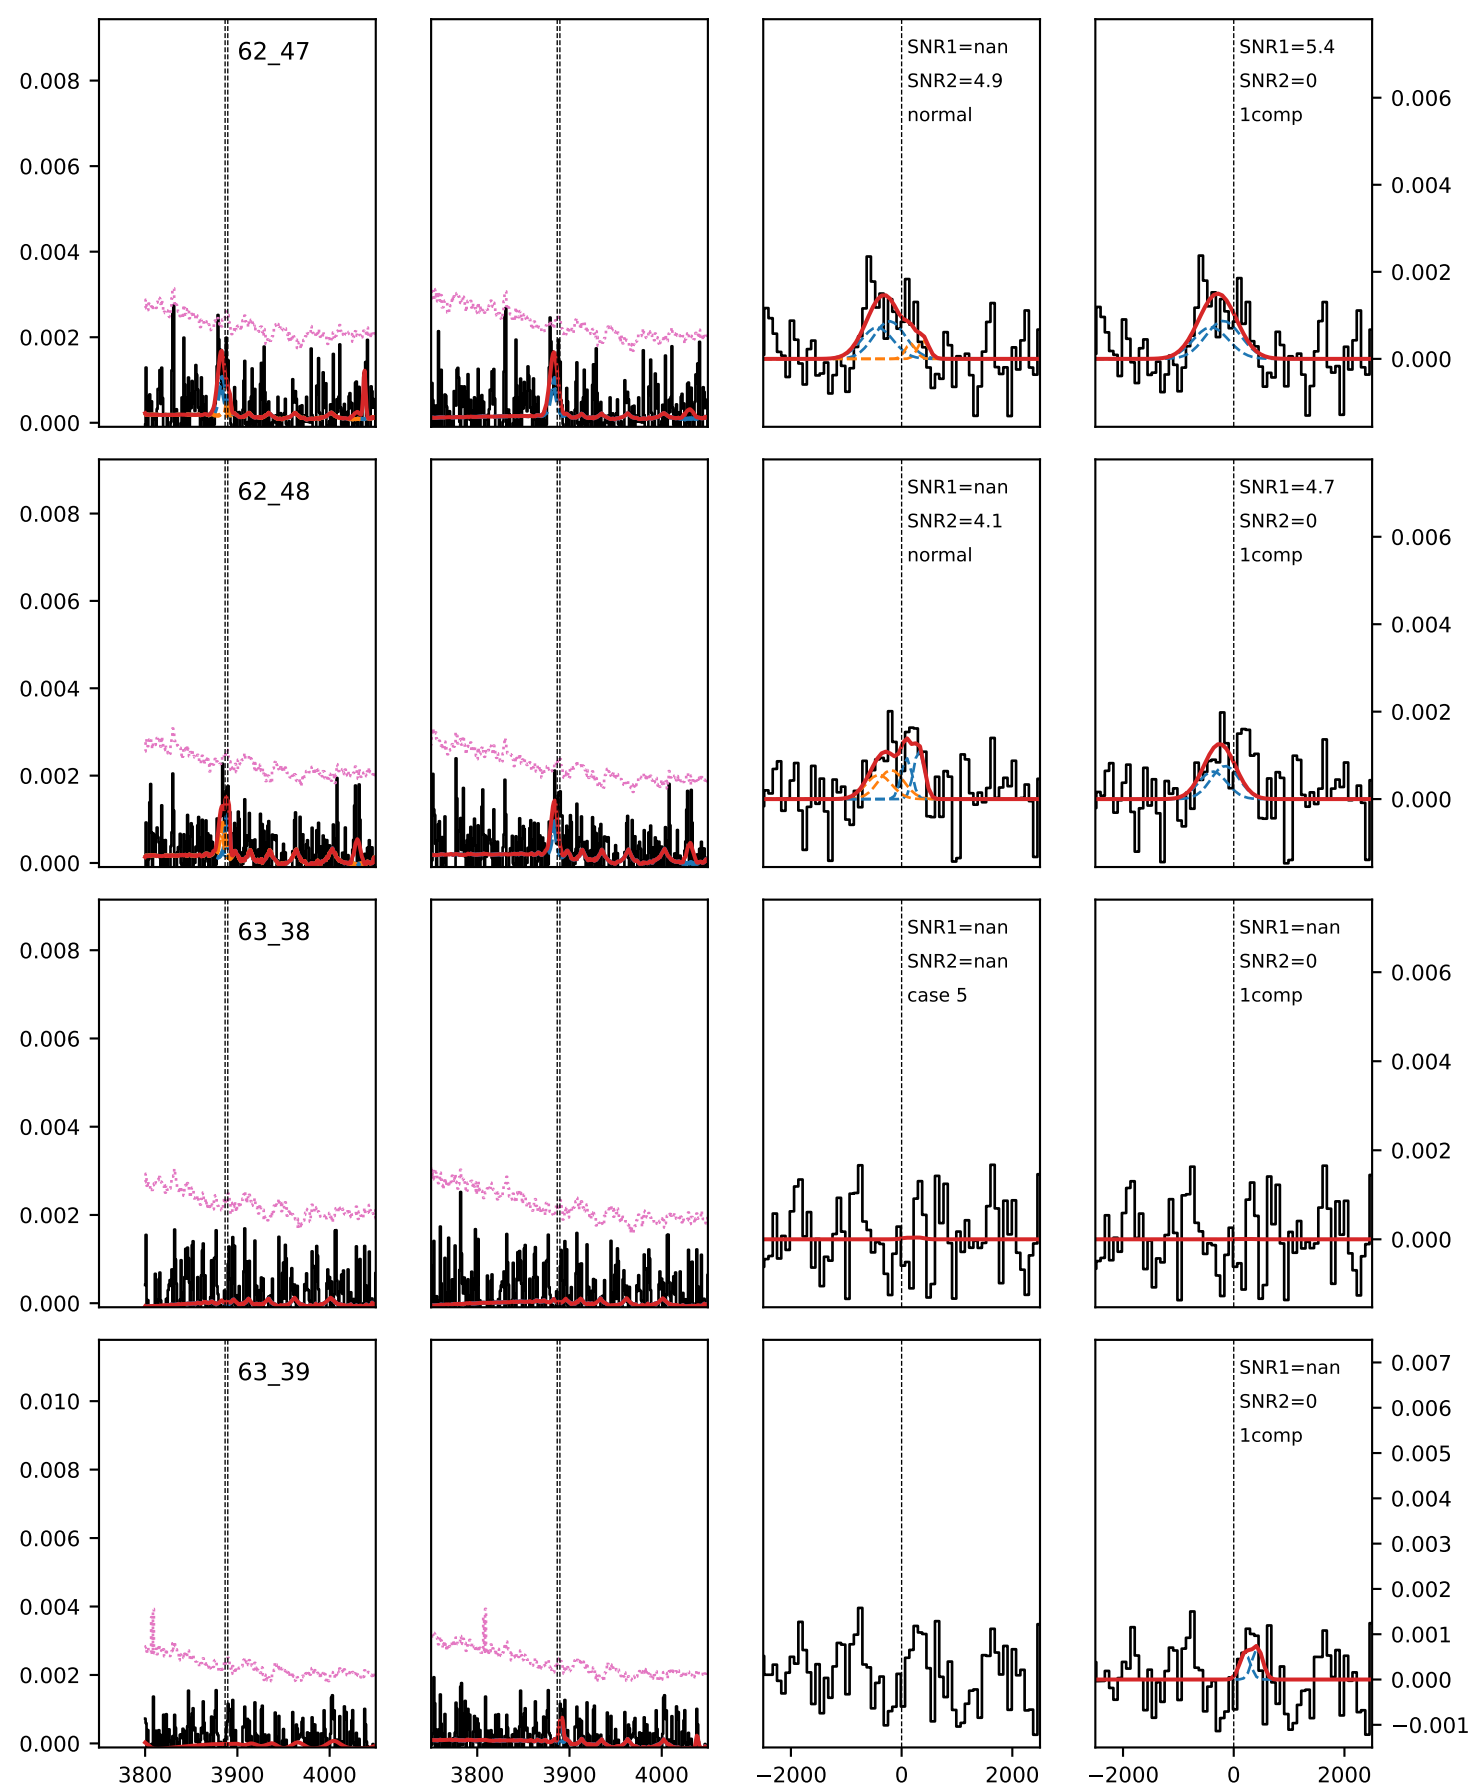 62_47
SNR1=nan
SNR2=4.9
normal
SNR1=5.4
SNR2=0
1comp
0.008
0.006
0.004
0.002
0.000
0.006
0.004
0.002
0.000
62_48
SNR1=nan
SNR2=4.1
normal
SNR1=4.7
SNR2=0
1comp
0.008
0.006
0.004
0.002
0.000
0.006
0.004
0.002
0.000
63_38
SNR1=nan
SNR2=nan
case 5
SNR1=nan
SNR2=0
1comp
0.008
0.006
0.004
0.002
0.000
0.006
0.004
0.002
0.000
63_39
SNR1=nan
SNR2=0
1comp
0.010
0.008
0.006
0.004
0.002
0.000
0.007
0.006
0.005
0.004
0.003
0.002
0.001
0.000
−0.001
3800 3900 4000
3800 3900 4000
−2000 0 2000
−2000 0 2000